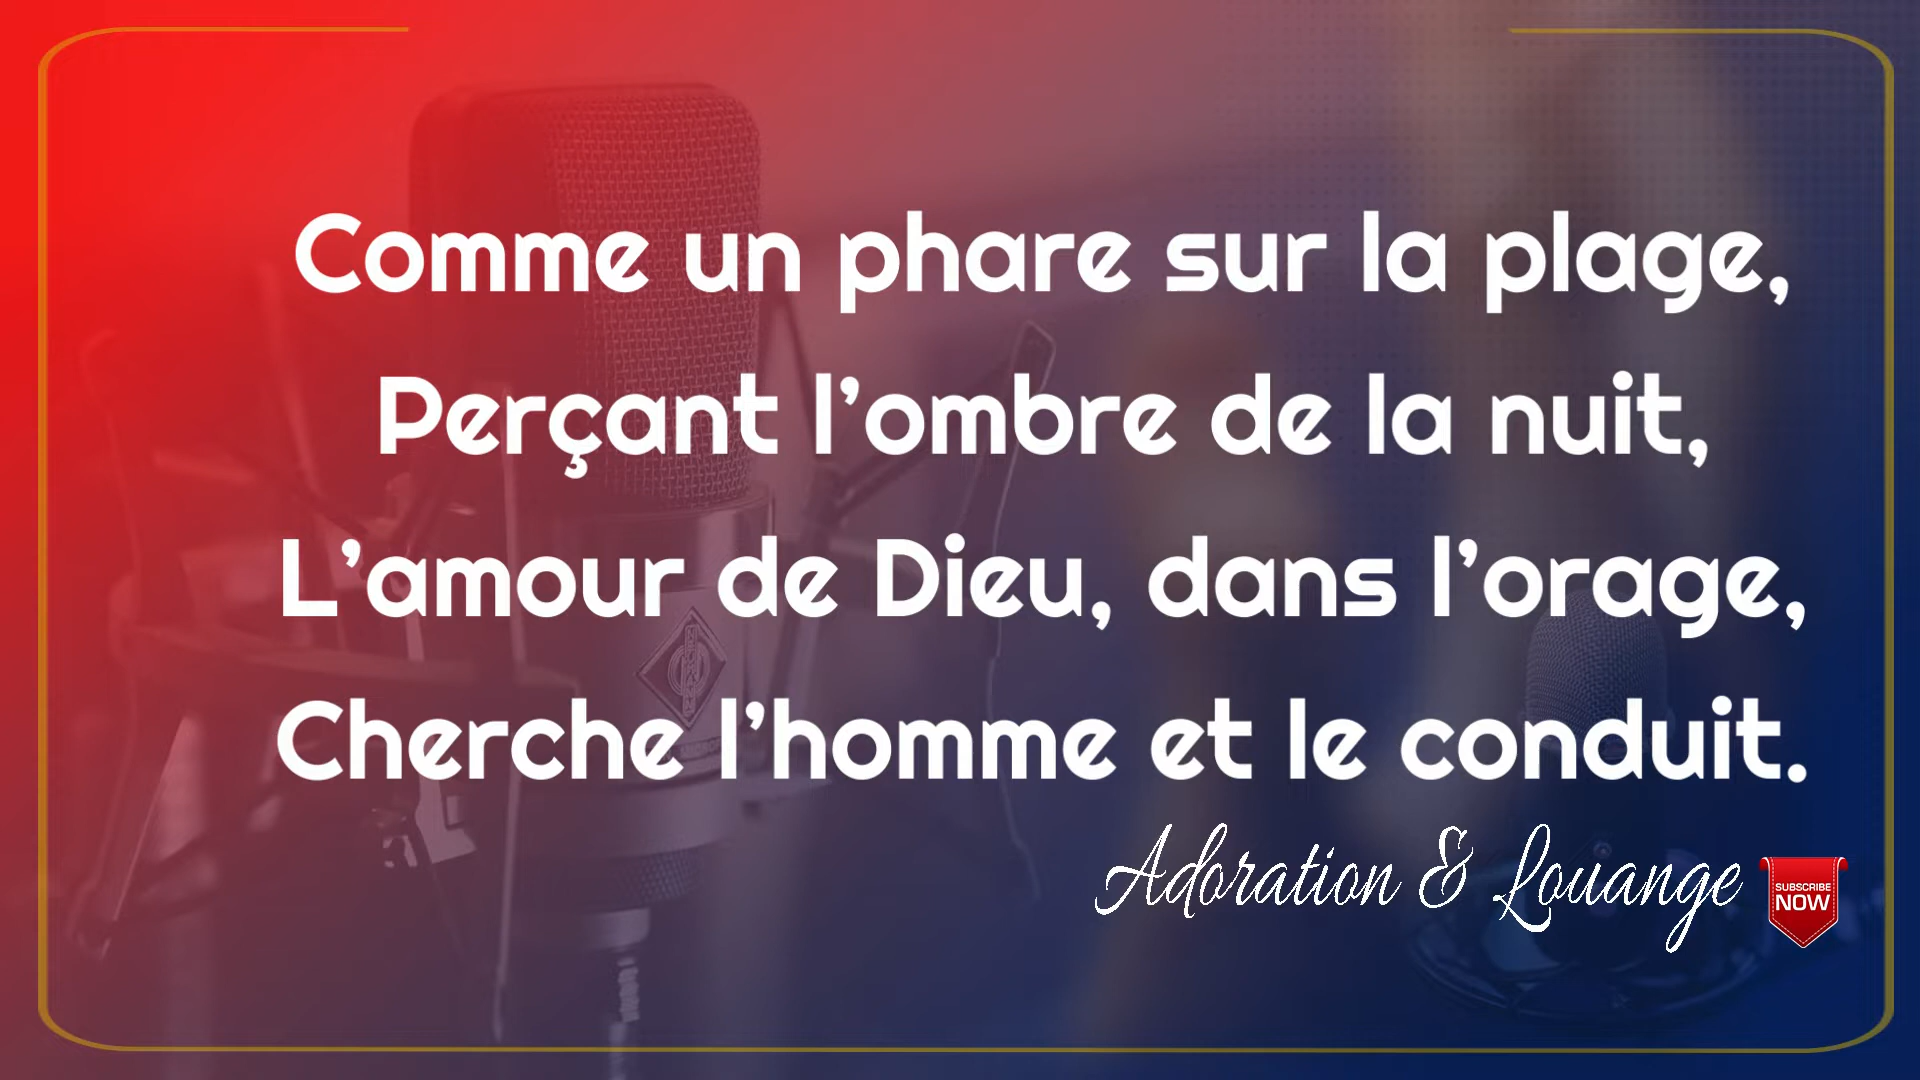 Comme un phare sur la plage,
Perçant l’ombre de la nuit,
L’amour de Dieu, dans l’orage,
Cherche l’homme et le conduit.
Adoration & Louange
SUBSCRIBE
NOW
NEUMANN